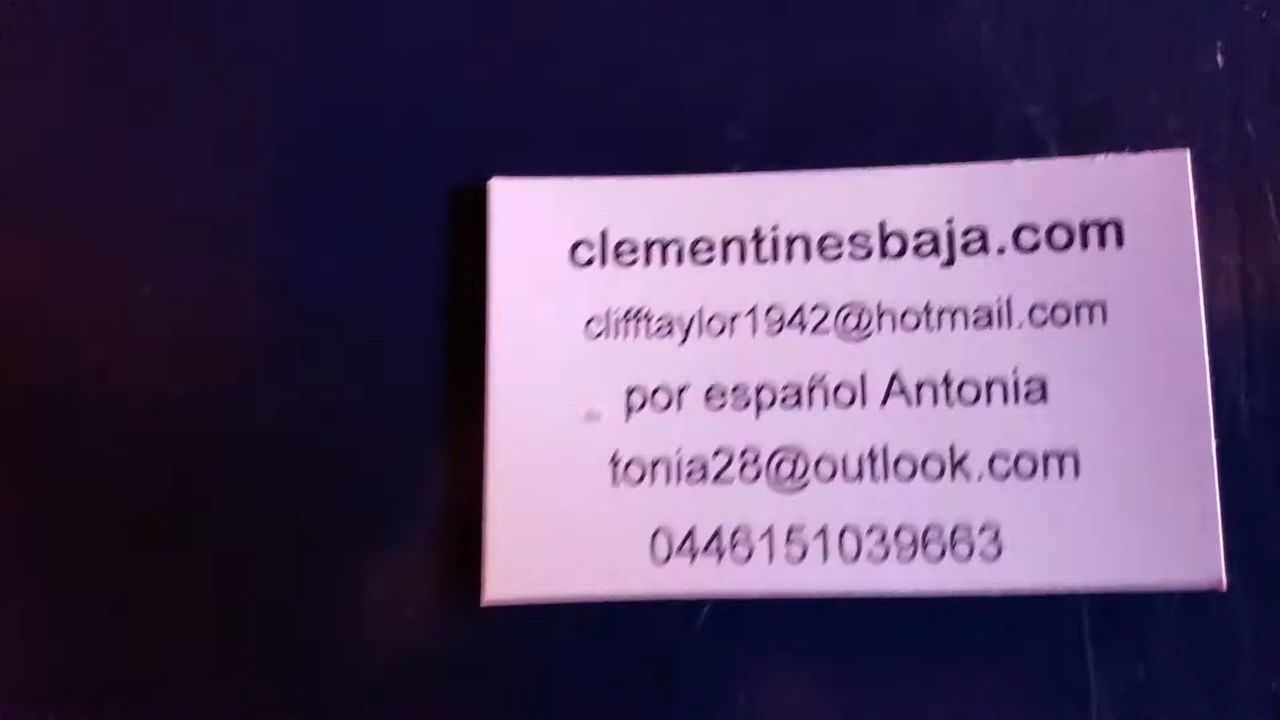 clementinesbaja.com
clifftaylor1942@hotmail.com
por español Antonia
tonia28@outlook.com
0446151039663